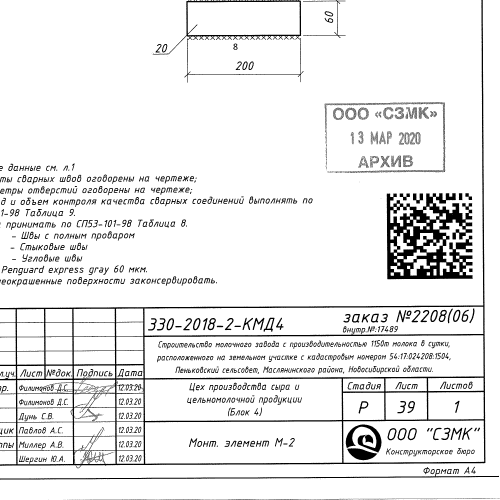 60
20
8
200
ООО «СЗМК»
13 МАР 2020
АРХИВ
е данные см. л.1
ты сварных швов оговорены на чертеже;
етры отверстий оговорены на чертеже;
д и объем контроля качества сварных соединений выполнять по
1-98 Таблица 9.
принимать по СП53-101-98 Таблица 8.
- Швы с полным проваром
- Стыковые швы
- Угловые швы
Penguard express gray 60 мкм.
неокрашенные поверхности законсервировать.
330-2018-2-КМД4
заказ №2208(06)
внутр.№:17489
Строительство молочного завода с производительностью 1150т молока в сутки,
расположенного на земельном участке с кадастровым номером 54:17:024208:1504,
Пеньковский сельсовет, Маслянинского района, Новосибирской области.
л.уч. Лист №док. Подпись Дата
ар. Филимонов Д.С. 12.03.20
Филимонов Д.С. 12.03.20
Дунь С.В. 12.03.20
щик Павлов А.С. 12.03.20
ппы Миллер А.В. 12.03.20
Шергин Ю.А. 12.03.20
Цех производства сыра и
цельномолочной продукции
(Блок 4)
Стадия Лист Листов
Р 39 1
Монт. элемент М-2
ООО "СЗМК"
Конструкторское бюро
Формат А4